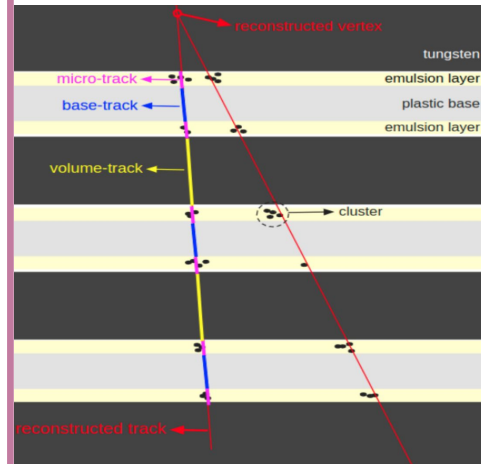 reconstructed vertex
tungsten
micro-track
emulsion layer
base-track
plastic base
emulsion layer
volume-track
cluster
reconstructed track